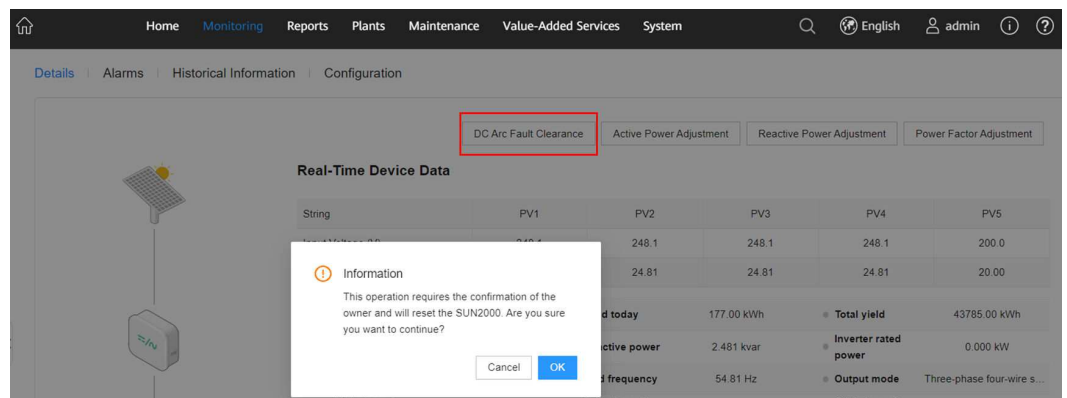 Home Monitoring Reports Plants Maintenance Value-Added Services System English admin
Details Alarms Historical Information Configuration
DC Arc Fault Clearance Active Power Adjustment Reactive Power Adjustment Power Factor Adjustment
Real-Time Device Data
String PV1 PV2 PV3 PV4 PV5
248.1 248.1 248.1 200.0
24.81 24.81 24.81 20.00
Information
This operation requires the confirmation of the
owner and will reset the SUN2000. Are you sure
you want to continue?
Cancel OK
today 177.00 kWh Total yield 43785.00 kWh
power 2.481 kvar Inverter rated power 0.000 kW
frequency 54.81 Hz Output mode Three-phase four-wire s...